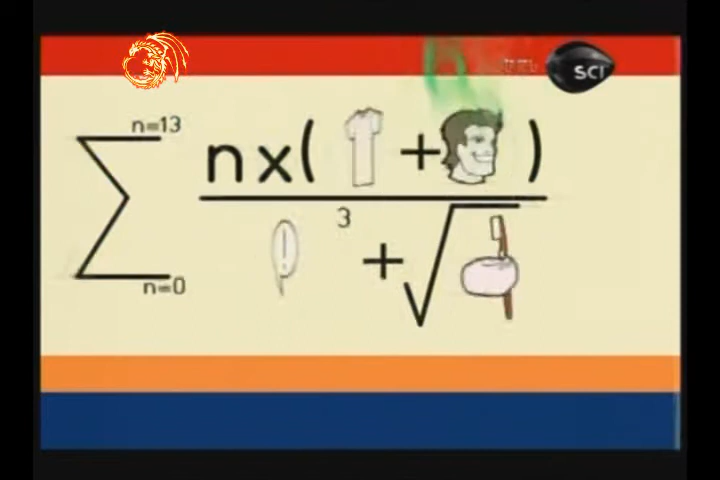 SCI
n=13
nx( + )
3
+
!
n=0